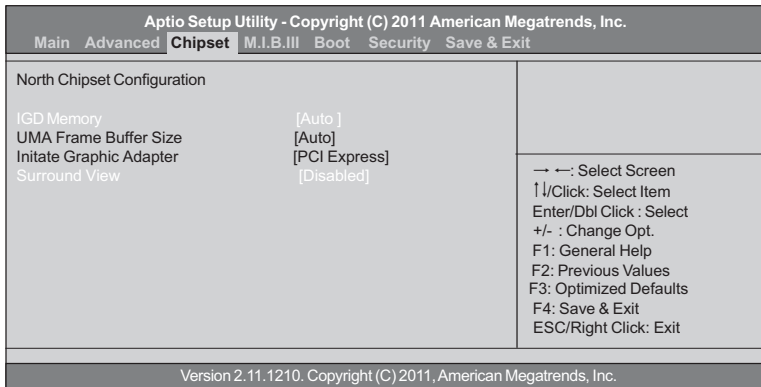 Aptio Setup Utility - Copyright (C) 2011 American Megatrends, Inc.
Main Advanced Chipset M.I.B.III Boot Security Save & Exit
North Chipset Configuration
IGD Memory [Auto ]
UMA Frame Buffer Size [Auto]
Initate Graphic Adapter [PCI Express]
Surround View [Disabled]
→ ←: Select Screen
↑↓/Click: Select Item
Enter/Dbl Click : Select
+/- : Change Opt.
F1: General Help
F2: Previous Values
F3: Optimized Defaults
F4: Save & Exit
ESC/Right Click: Exit
Version 2.11.1210. Copyright (C) 2011, American Megatrends, Inc.